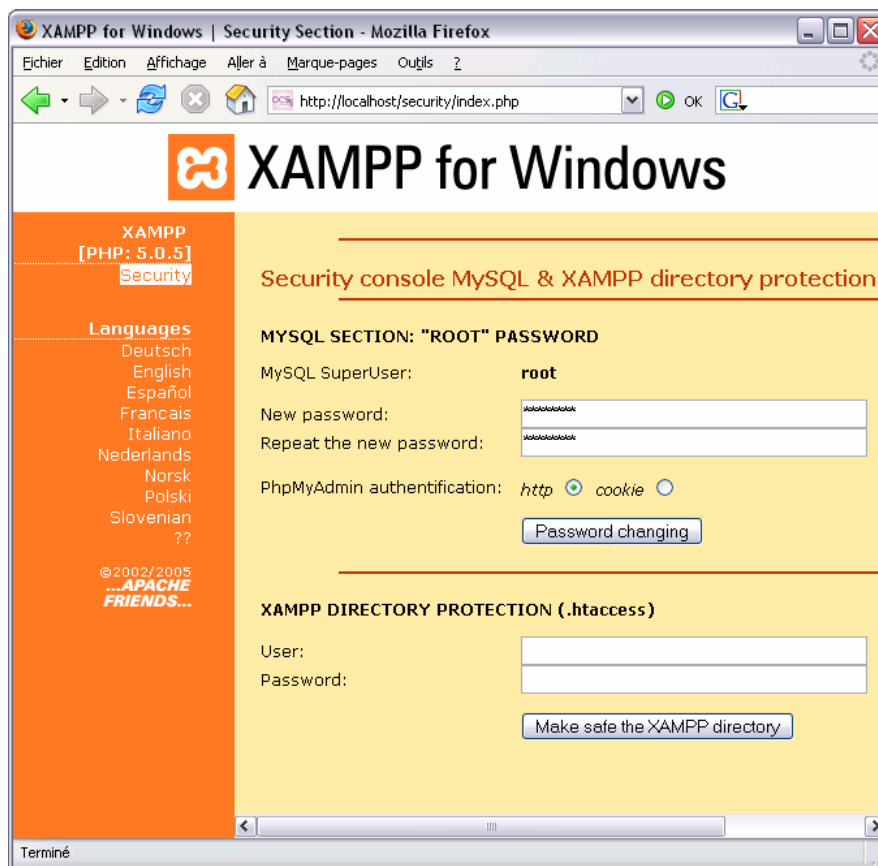 XAMPP for Windows | Security Section - Mozilla Firefox
Fichier Edition Affichage Aller à Marque-pages Outils ?
http://localhost/security/index.php OK G
XAMPP for Windows
XAMPP
[PHP: 5.0.5]
Security
Languages
Deutsch
English
Español
Francais
Italiano
Nederlands
Norsk
Polski
Slovenian
??
©2002/2005
...APACHE
FRIENDS...
Security console MySQL & XAMPP directory protection
MYSQL SECTION: "ROOT" PASSWORD
MySQL SuperUser: root
New password: *********
Repeat the new password: *********
PhpMyAdmin authentification: http cookie
Password changing
XAMPP DIRECTORY PROTECTION (.htaccess)
User:
Password:
Make safe the XAMPP directory
Terminé